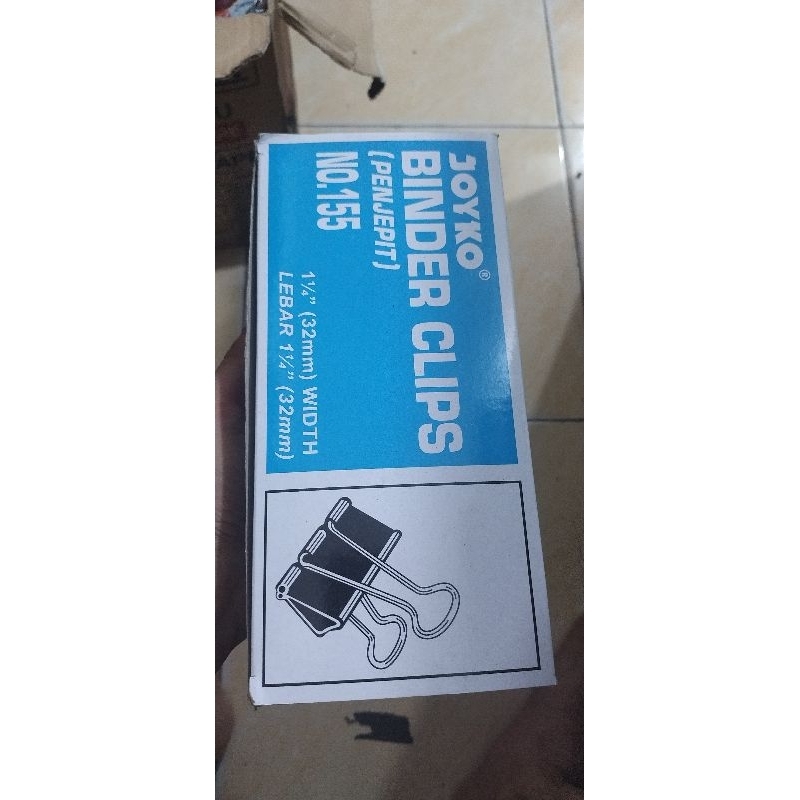 JOYKO®
BINDER CLIPS
(PENJEPIT)
NO.155
1¼" (32mm) WIDTH
LEBAR 1¼" (32mm)